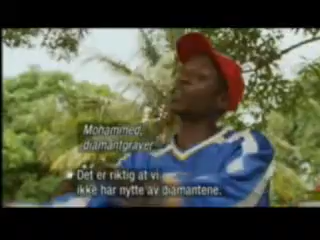 Mohammed,
diamantgraver
Det er riktig at vi
ikke har nytte av diamantene.